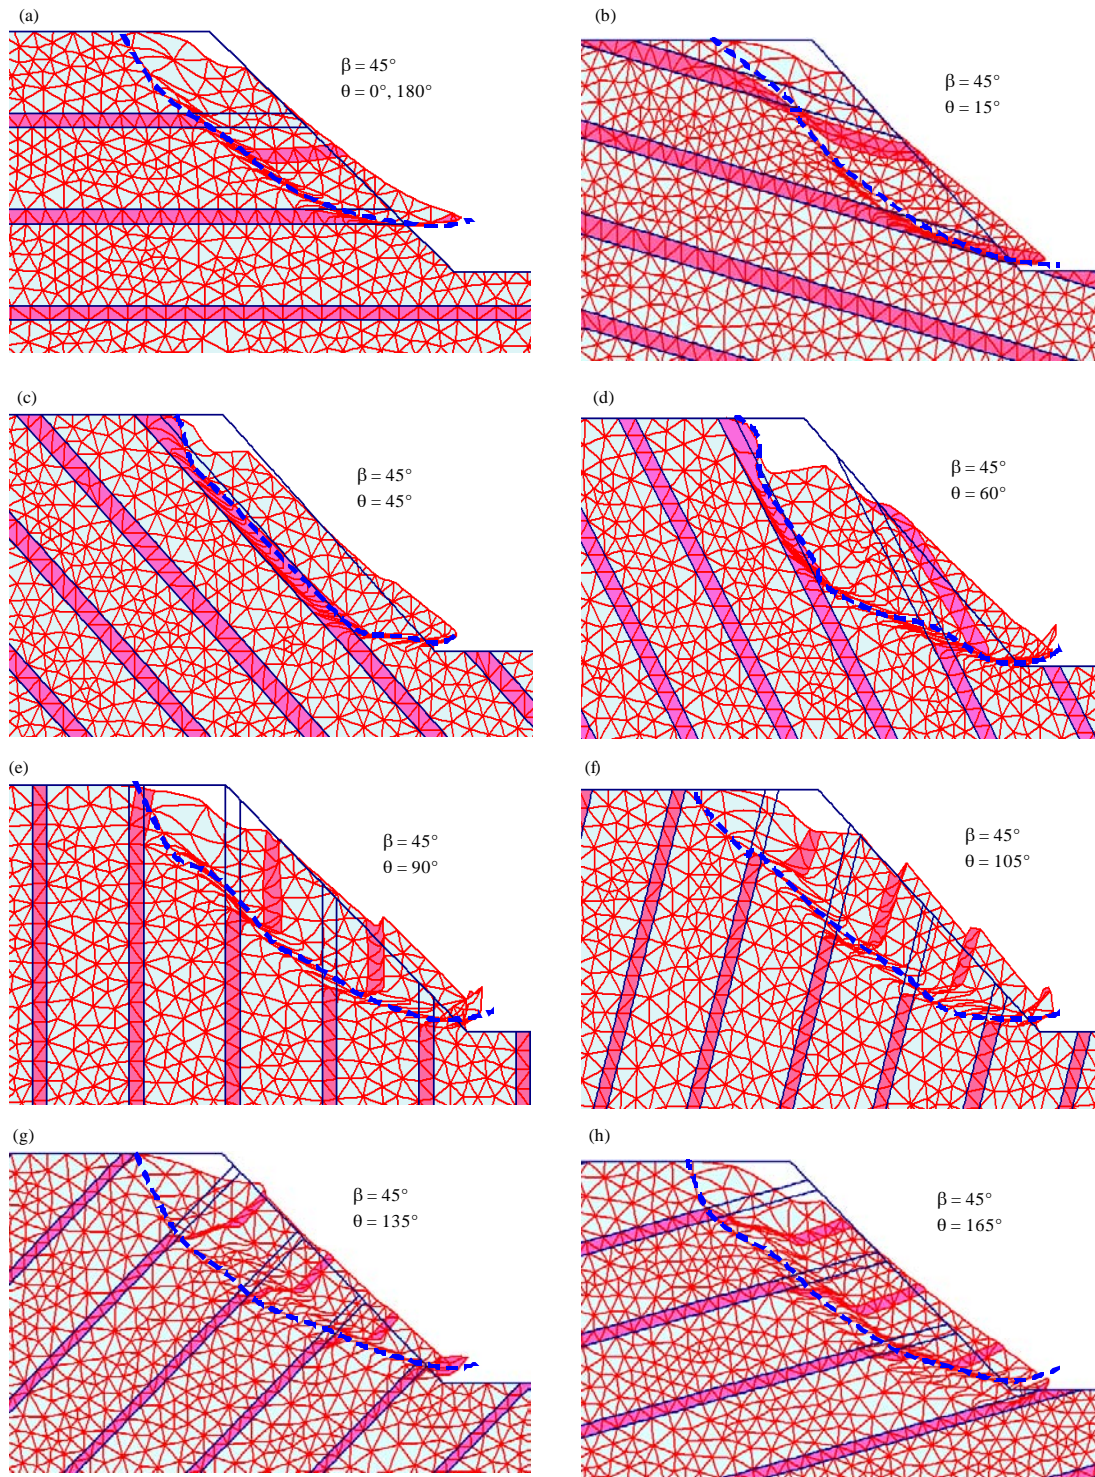 (a)
β = 45°
θ = 0°, 180°
(b)
β = 45°
θ = 15°
(c)
β = 45°
θ = 45°
(d)
β = 45°
θ = 60°
(e)
β = 45°
θ = 90°
(f)
β = 45°
θ = 105°
(g)
β = 45°
θ = 135°
(h)
β = 45°
θ = 165°